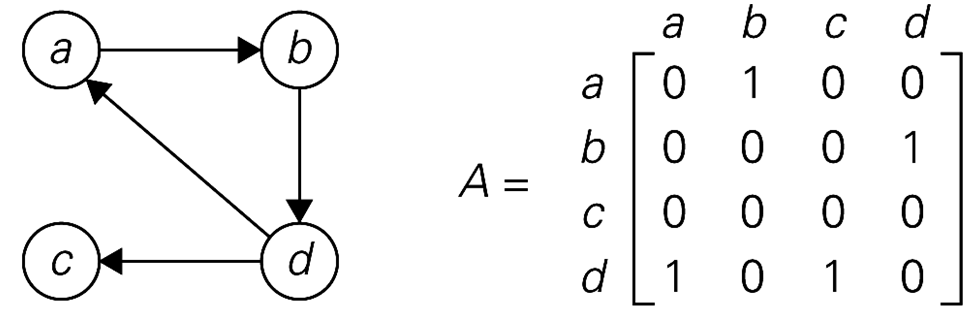 a b
c d
a b c d
a 0 1 0 0
b 0 0 0 1
A =
c 0 0 0 0
d 1 0 1 0